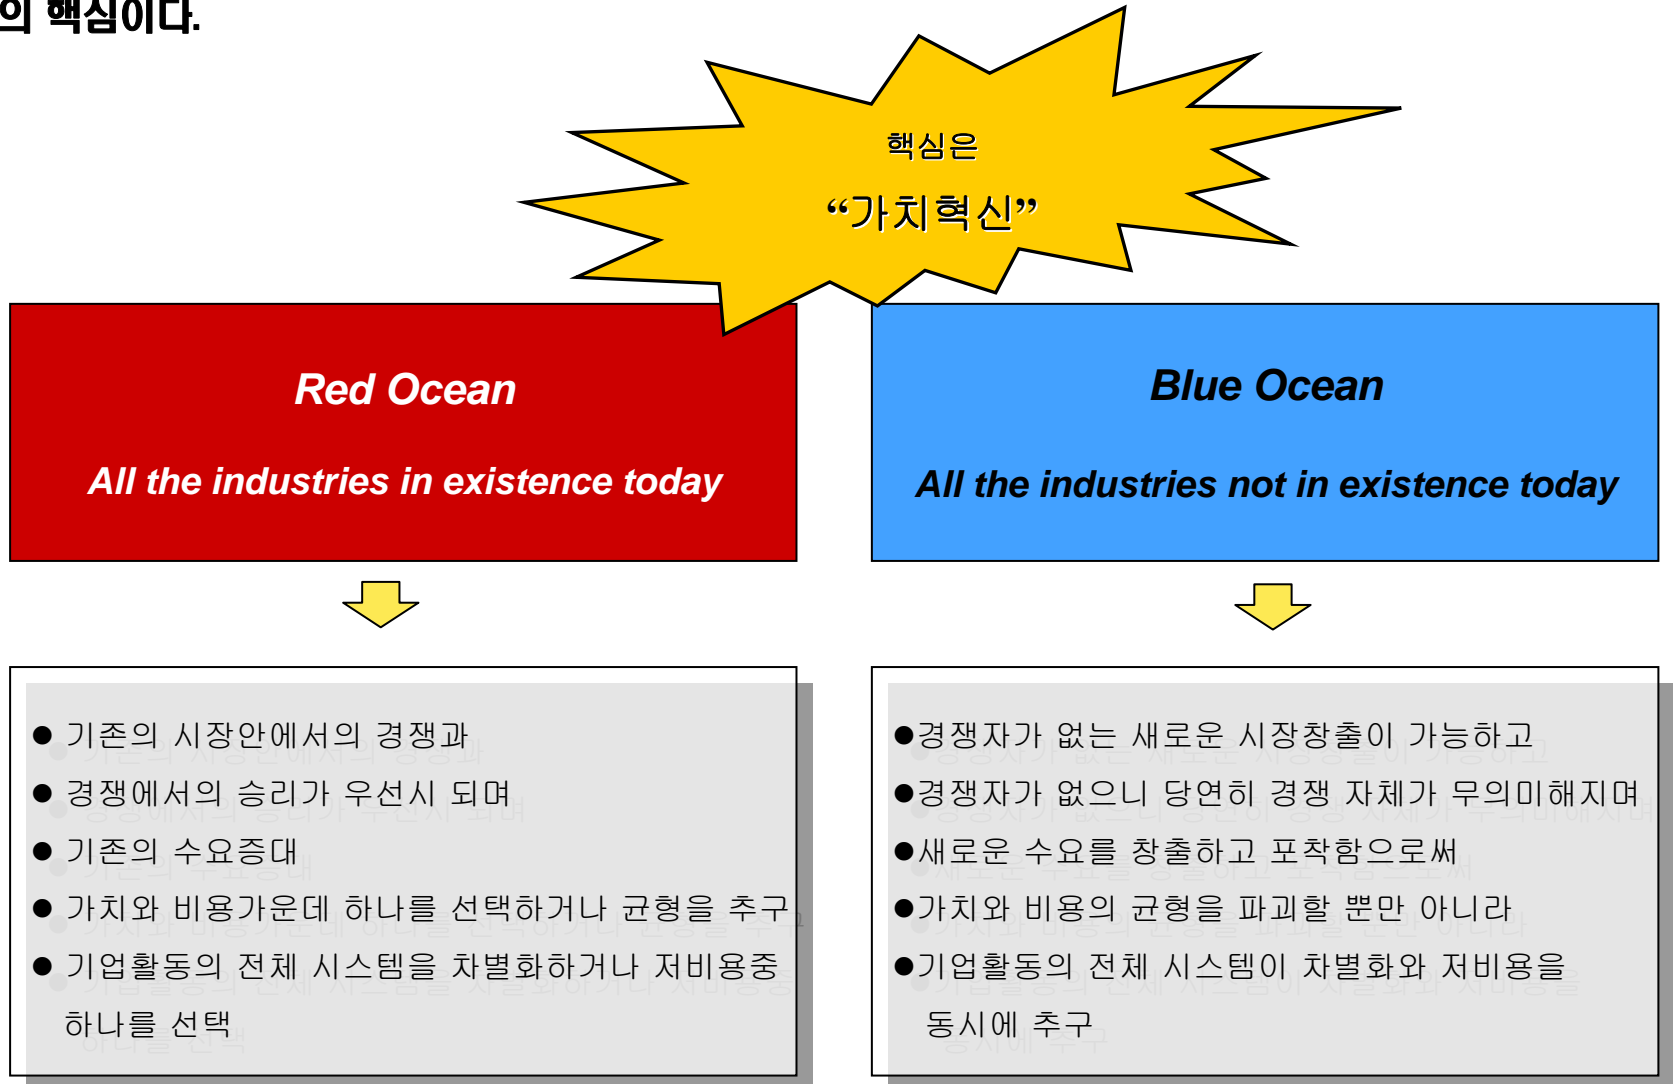 의 핵심이다.
핵심은
“가치혁신”
Red Ocean
All the industries in existence today
Blue Ocean
All the industries not in existence today
● 기존의 시장안에서의 경쟁과
● 경쟁에서의 승리가 우선시 되며
● 기존의 수요증대
● 가치와 비용가운데 하나를 선택하거나 균형을 추구
● 기업활동의 전체 시스템을 차별화하거나 저비용중
하나를 선택
●경쟁자가 없는 새로운 시장창출이 가능하고
●경쟁자가 없으니 당연히 경쟁 자체가 무의미해지며
●새로운 수요를 창출하고 포착함으로써
●가치와 비용의 균형을 파괴할 뿐만 아니라
●기업활동의 전체 시스템이 차별화와 저비용을
동시에 추구